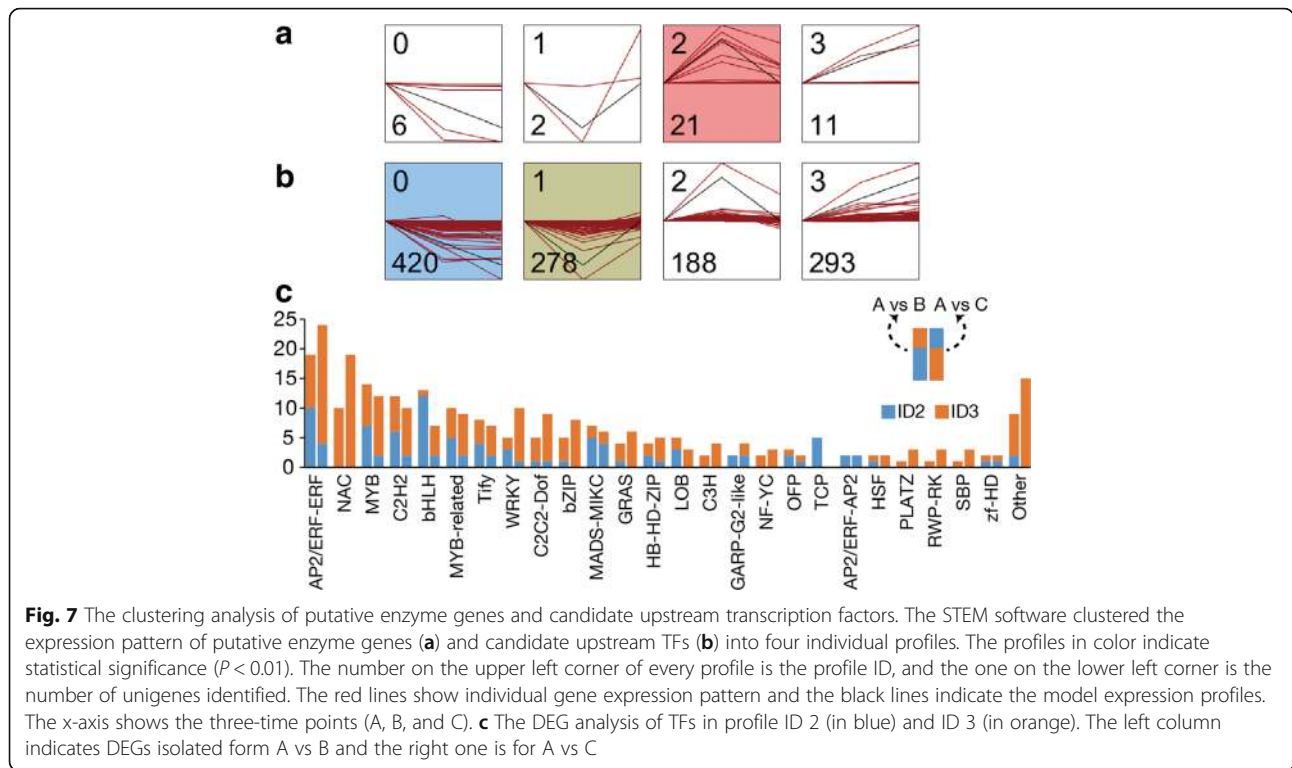 a
0
1
2
3
6
2
21
11
b
0
1
2
3
420
278
188
293
c
A vs B A vs C
25
20
15
10
5
0
ID2 ID3
AP2/ERF-ERF
NAC
MYB
C2H2
bHLH
MYB-related
Tify
WRKY
C2C2-Dof
bZIP
MADS-MIKC
GRAS
HB-HD-ZIP
LOB
C3H
GARP-G2-like
NF-YC
OFP
TCP
AP2/ERF-AP2
HSF
PLATZ
RWP-RK
SBP
zf-HD
Other
Fig. 7 The clustering analysis of putative enzyme genes and candidate upstream transcription factors. The STEM software clustered the
expression pattern of putative enzyme genes (a) and candidate upstream TFs (b) into four individual profiles. The profiles in color indicate
statistical significance (P < 0.01). The number on the upper left corner of every profile is the profile ID, and the one on the lower left corner is the
number of unigenes identified. The red lines show individual gene expression pattern and the black lines indicate the model expression profiles.
The x-axis shows the three-time points (A, B, and C). c The DEG analysis of TFs in profile ID 2 (in blue) and ID 3 (in orange). The left column
indicates DEGs isolated form A vs B and the right one is for A vs C